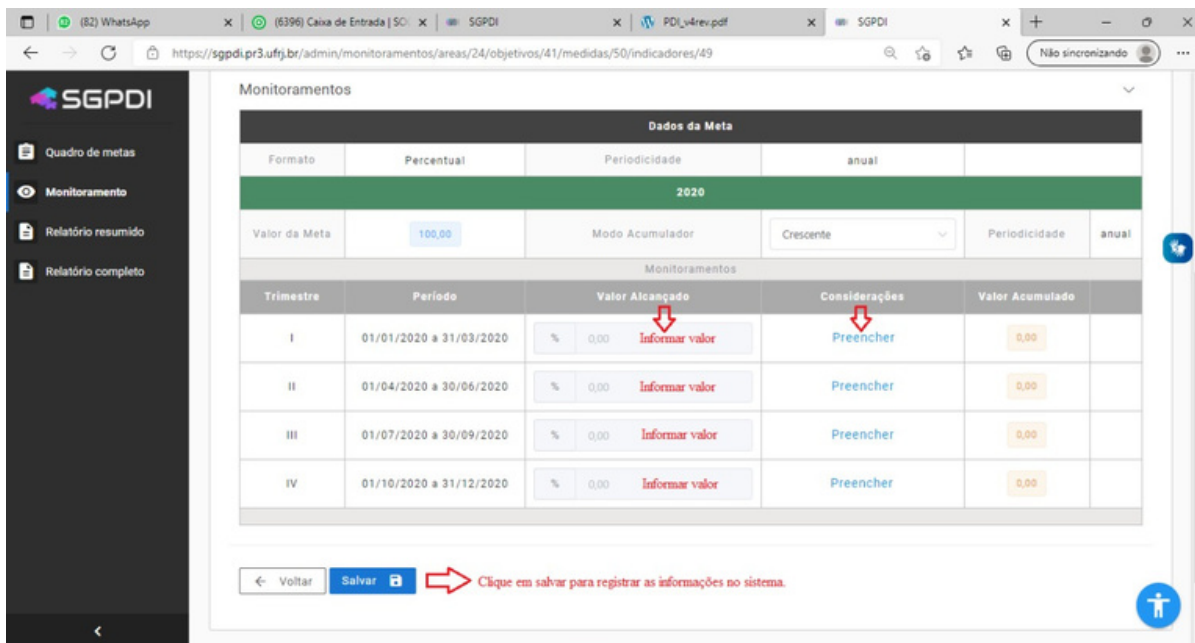 (82) WhatsApp
(6396) Caixa de Entrada | SO
SGPDI
PDI_v4rev.pdf
SGPDI
https://sgpdi.pr3.ufrj.br/admin/monitoramentos/areas/24/objetivos/41/medidas/50/indicadores/49
Não sincronizando
SGPDI
Quadro de metas
Monitoramento
Relatório resumido
Relatório completo
Monitoramentos
Dados da Meta
Formato Percentual Periodicidade anual
2020
Valor da Meta 100,00 Modo Acumulador Crescente Periodicidade anual
Monitoramentos
Trimestre Período Valor Alcançado Considerações Valor Acumulado
I 01/01/2020 a 31/03/2020 % 0,00 Informar valor Preencher 0,00
II 01/04/2020 a 30/06/2020 % 0,00 Informar valor Preencher 0,00
III 01/07/2020 a 30/09/2020 % 0,00 Informar valor Preencher 0,00
IV 01/10/2020 a 31/12/2020 % 0,00 Informar valor Preencher 0,00
← Voltar Salvar Clique em salvar para registrar as informações no sistema.